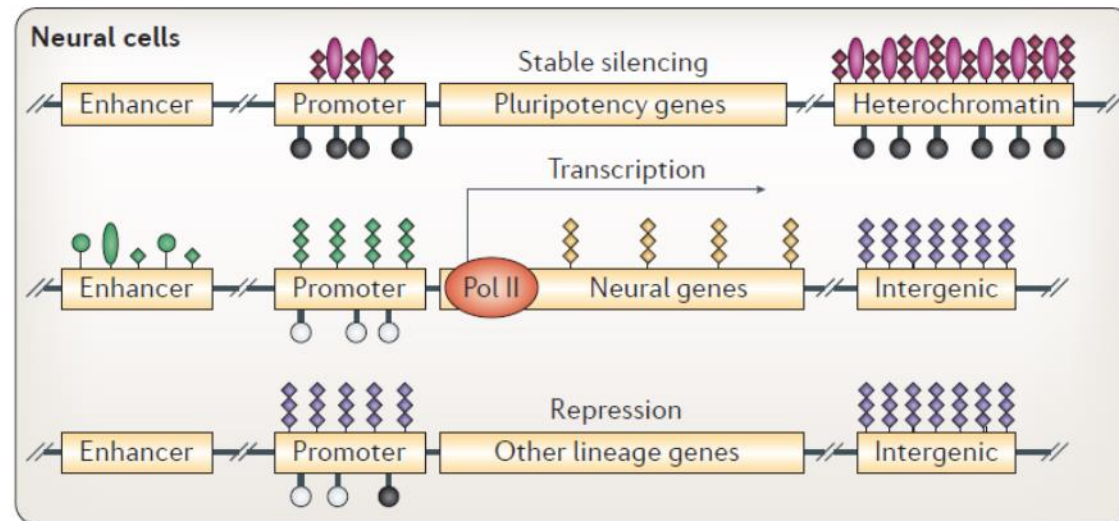 Neural cells
Stable silencing
Enhancer Promoter Pluripotency genes Heterochromatin
Transcription
Enhancer Promoter Pol II Neural genes Intergenic
Repression
Enhancer Promoter Other lineage genes Intergenic